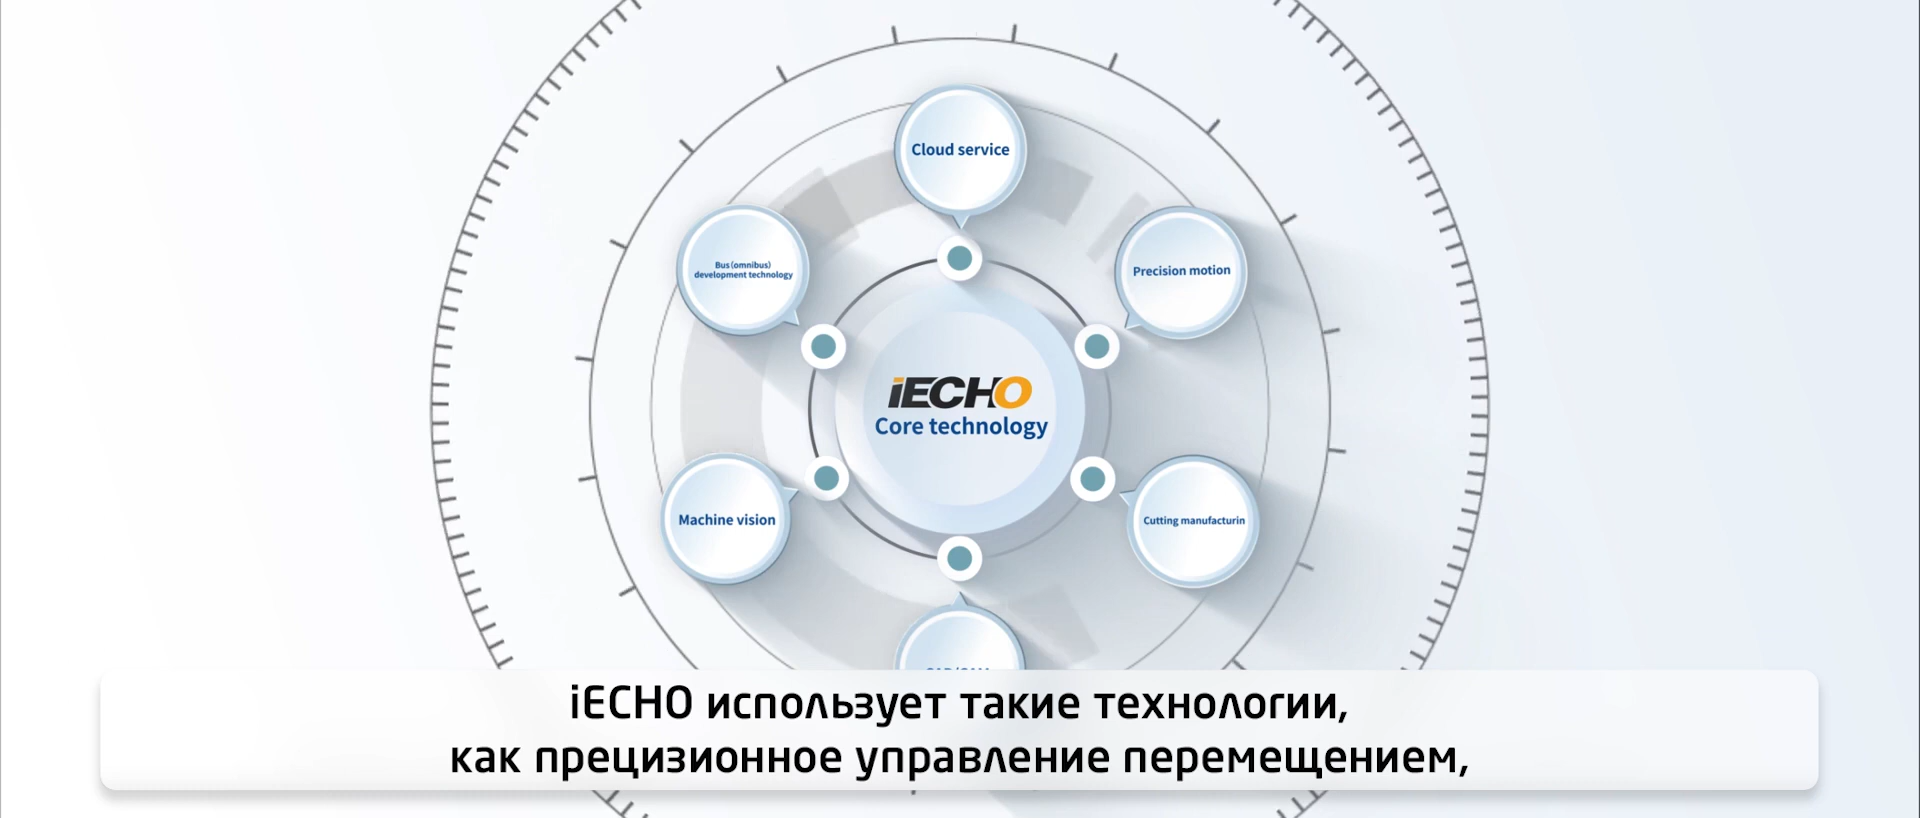 Cloud service
Bus(omnibus)
development technology
Precision motion
iECHO
Core technology
Machine vision
Cutting manufacturin
iECHO использует такие технологии,
как прецизионное управление перемещением,